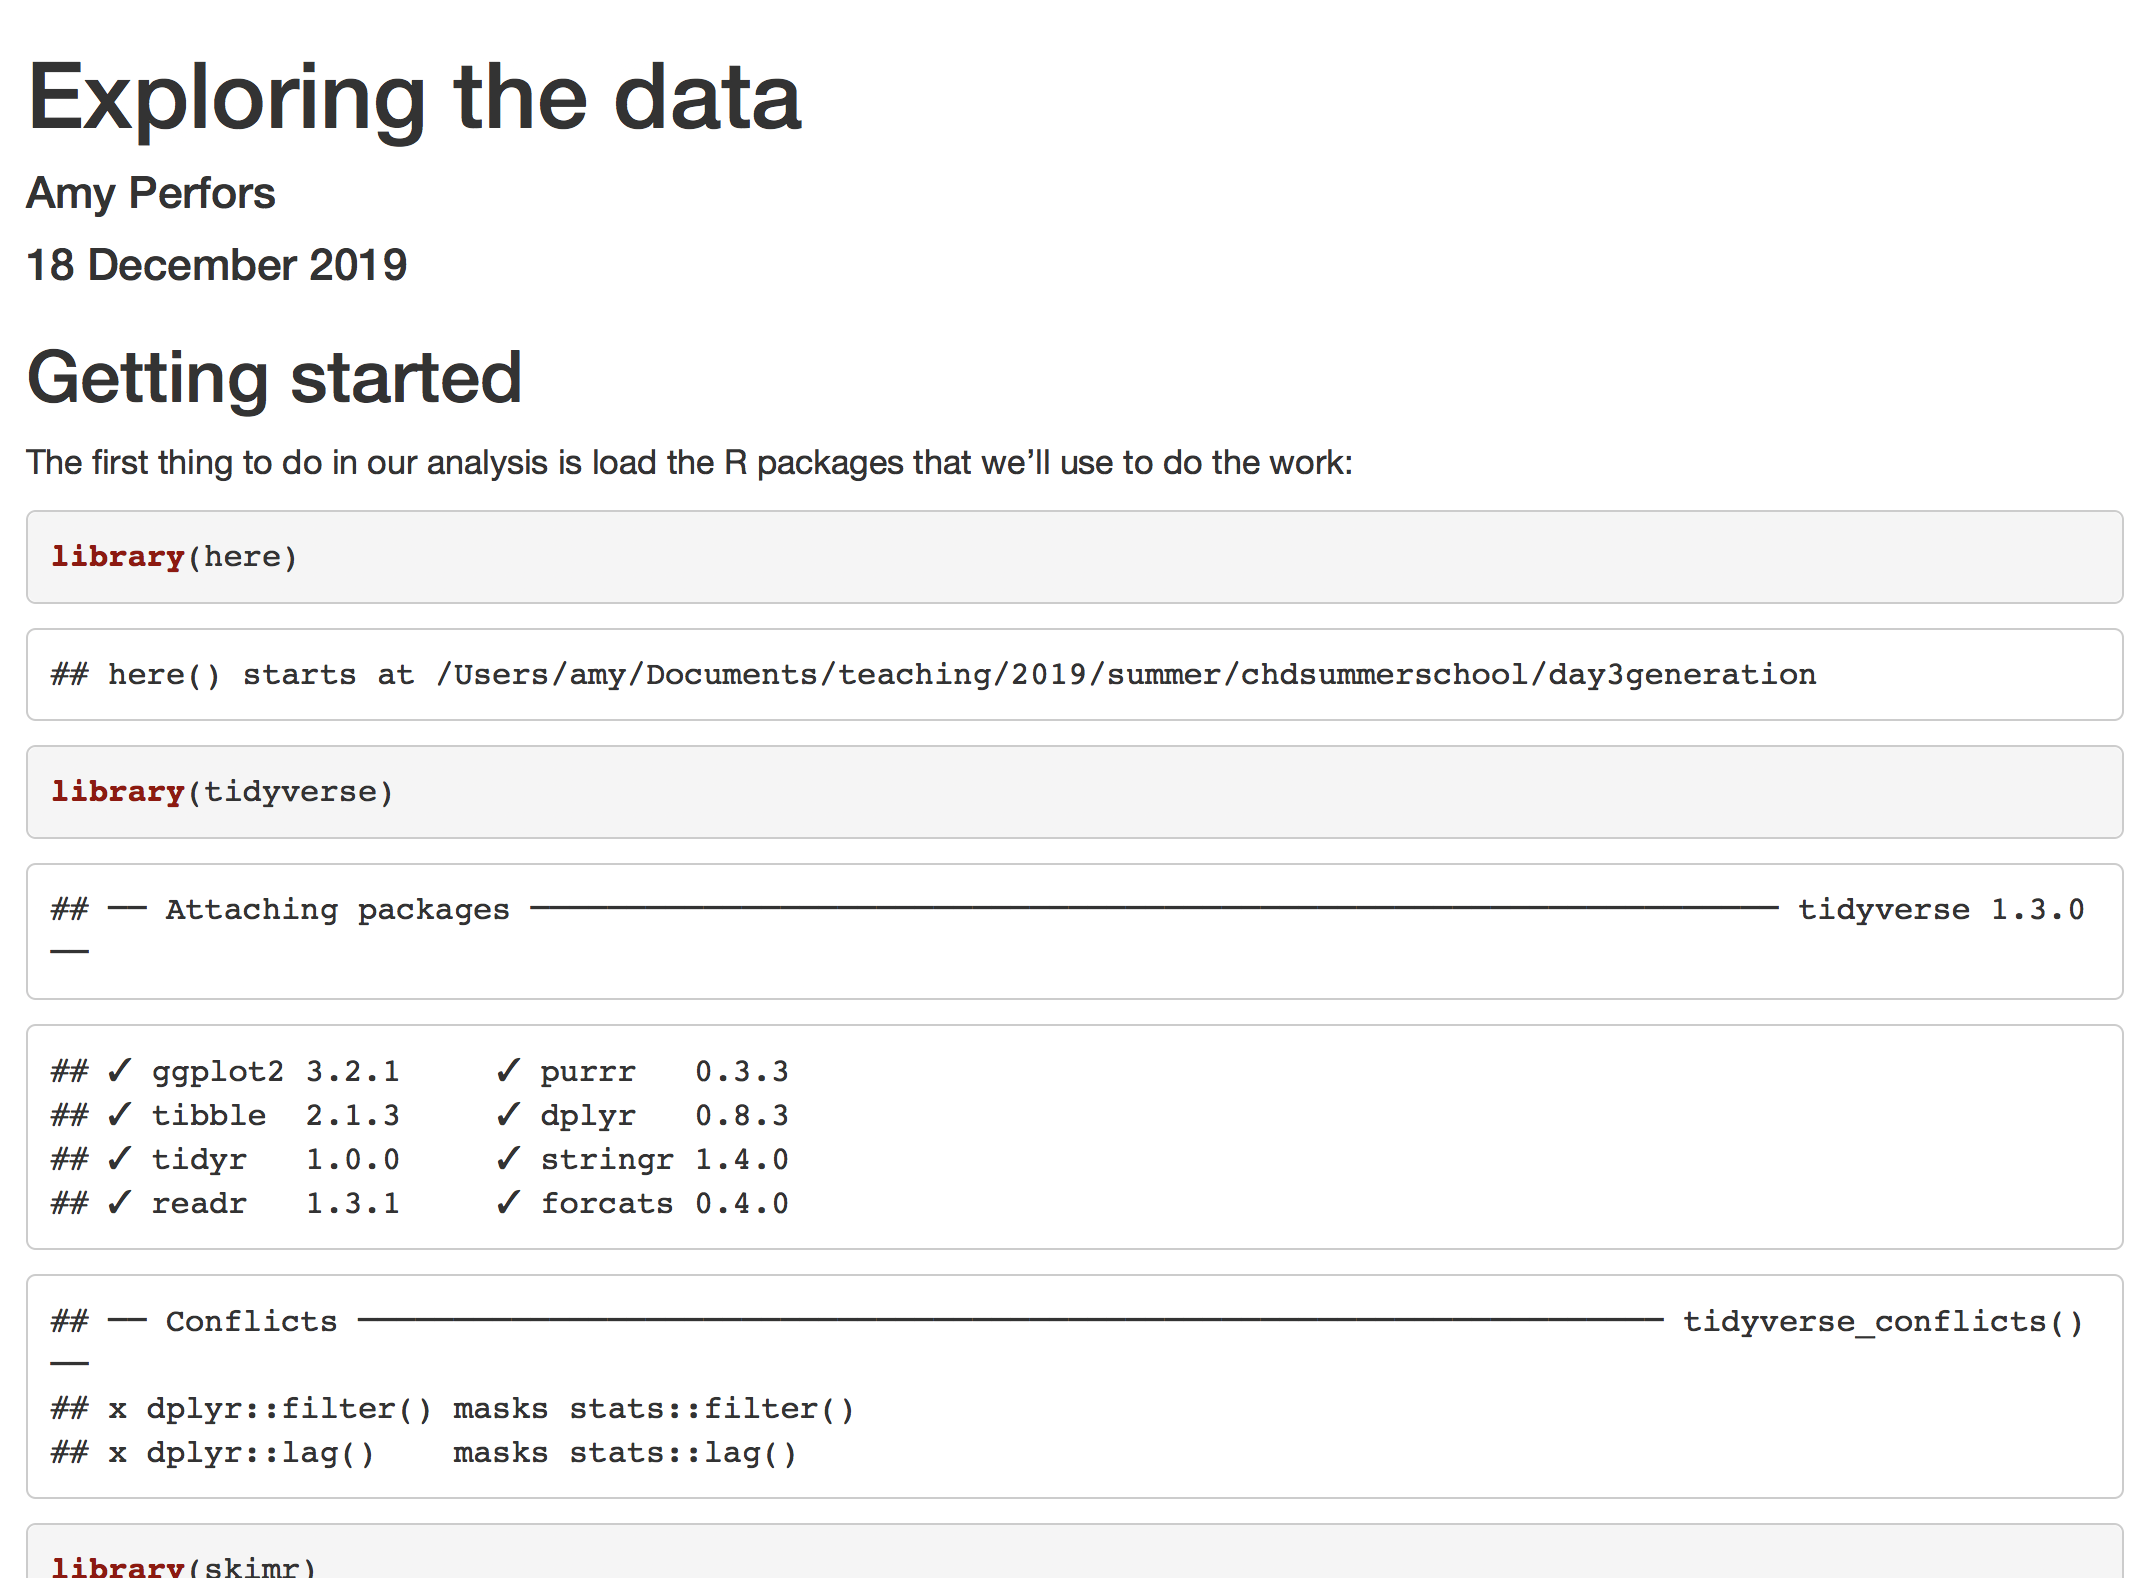 Exploring the data
Amy Perfors
18 December 2019
Getting started
The first thing to do in our analysis is load the R packages that we’ll use to do the work:
library(here)
## here() starts at /Users/amy/Documents/teaching/2019/summer/chdsummerschool/day3generation
library(tidyverse)
## ── Attaching packages ───────────────────────────────────────────────────────────────── tidyverse 1.3.0
──
## ✓ ggplot2 3.2.1     ✓ purrr   0.3.3
## ✓ tibble  2.1.3     ✓ dplyr   0.8.3
## ✓ tidyr   1.0.0     ✓ stringr 1.4.0
## ✓ readr   1.3.1     ✓ forcats 0.4.0
## ── Conflicts ──────────────────────────────────────────────────────────────────── tidyverse_conflicts()
──
## x dplyr::filter() masks stats::filter()
## x dplyr::lag()    masks stats::lag()
library(skimr)